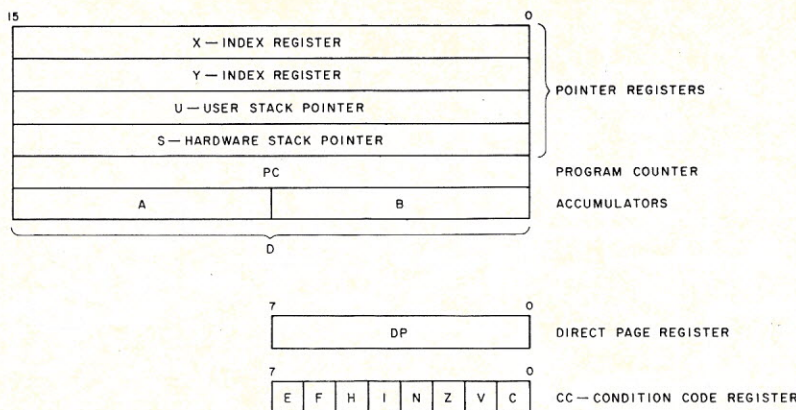 15 0
X — INDEX REGISTER
Y — INDEX REGISTER
U — USER STACK POINTER
S — HARDWARE STACK POINTER
POINTER REGISTERS
PC PROGRAM COUNTER
A B ACCUMULATORS
D
7 0
DP DIRECT PAGE REGISTER
7 0
E F H I N Z V C CC — CONDITION CODE REGISTER